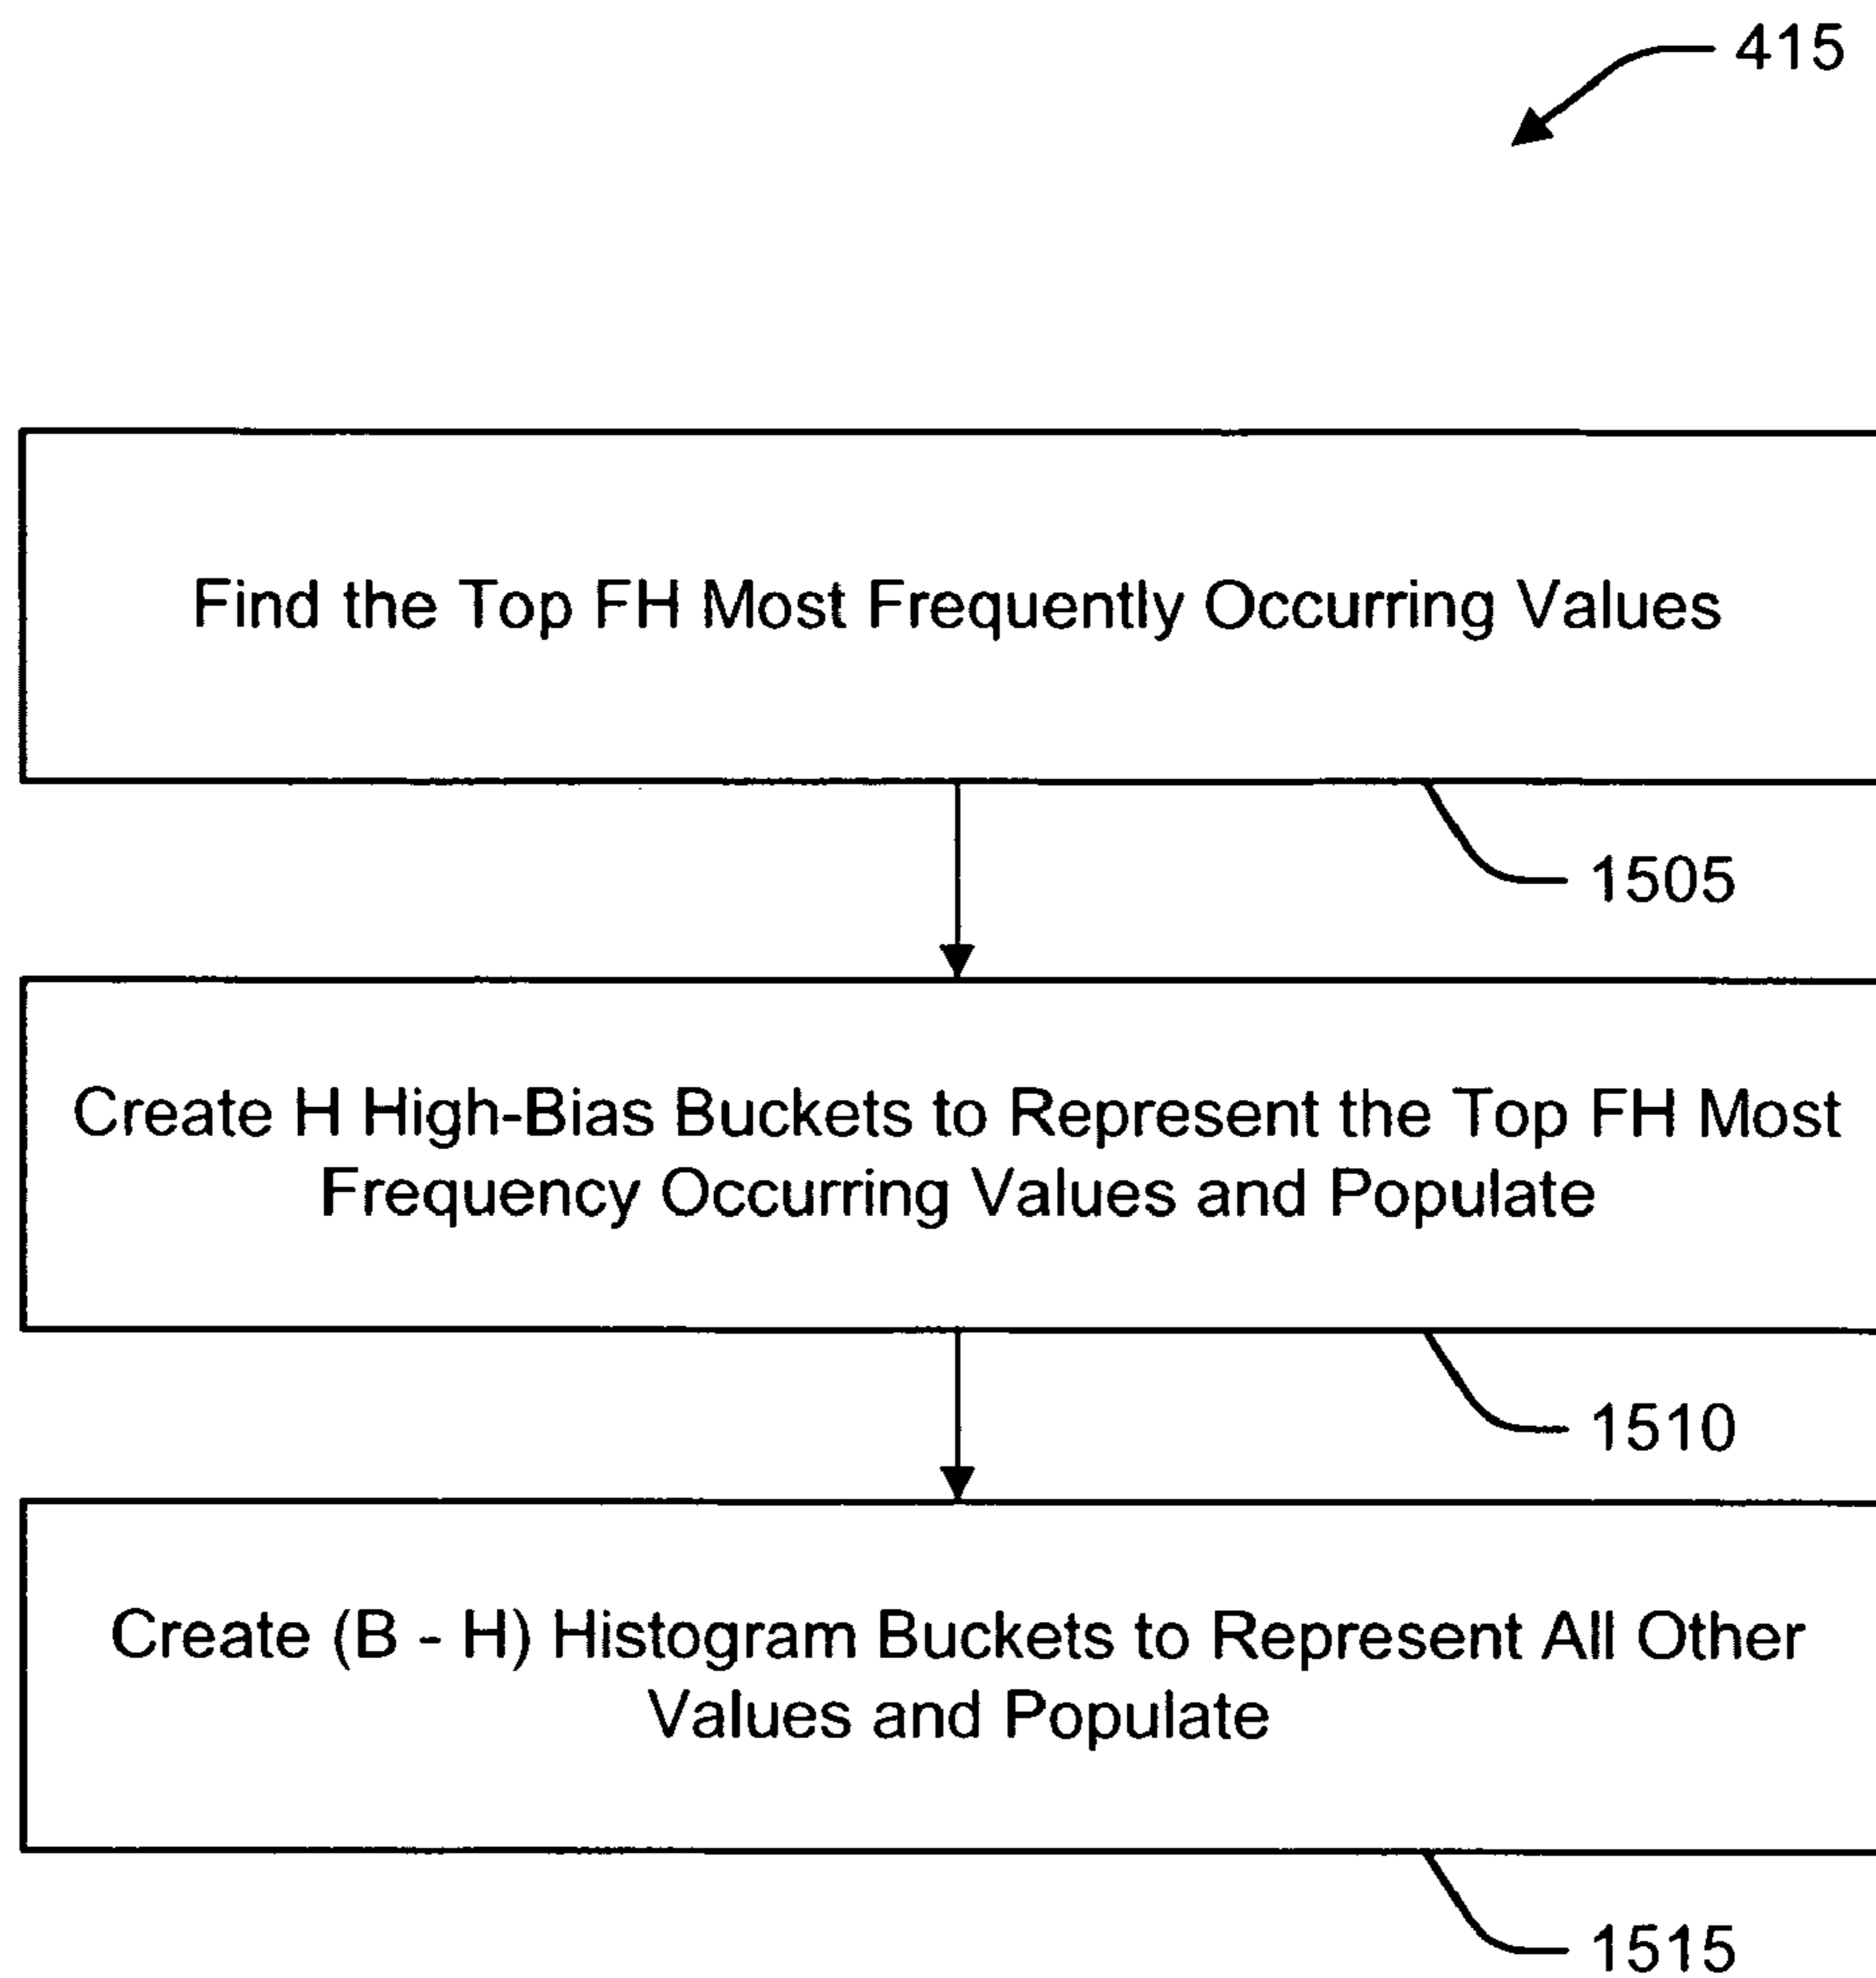 415
Find the Top FH Most Frequently Occurring Values
1505
Create H High-Bias Buckets to Represent the Top FH Most
Frequency Occurring Values and Populate
1510
Create (B - H) Histogram Buckets to Represent All Other
Values and Populate
1515